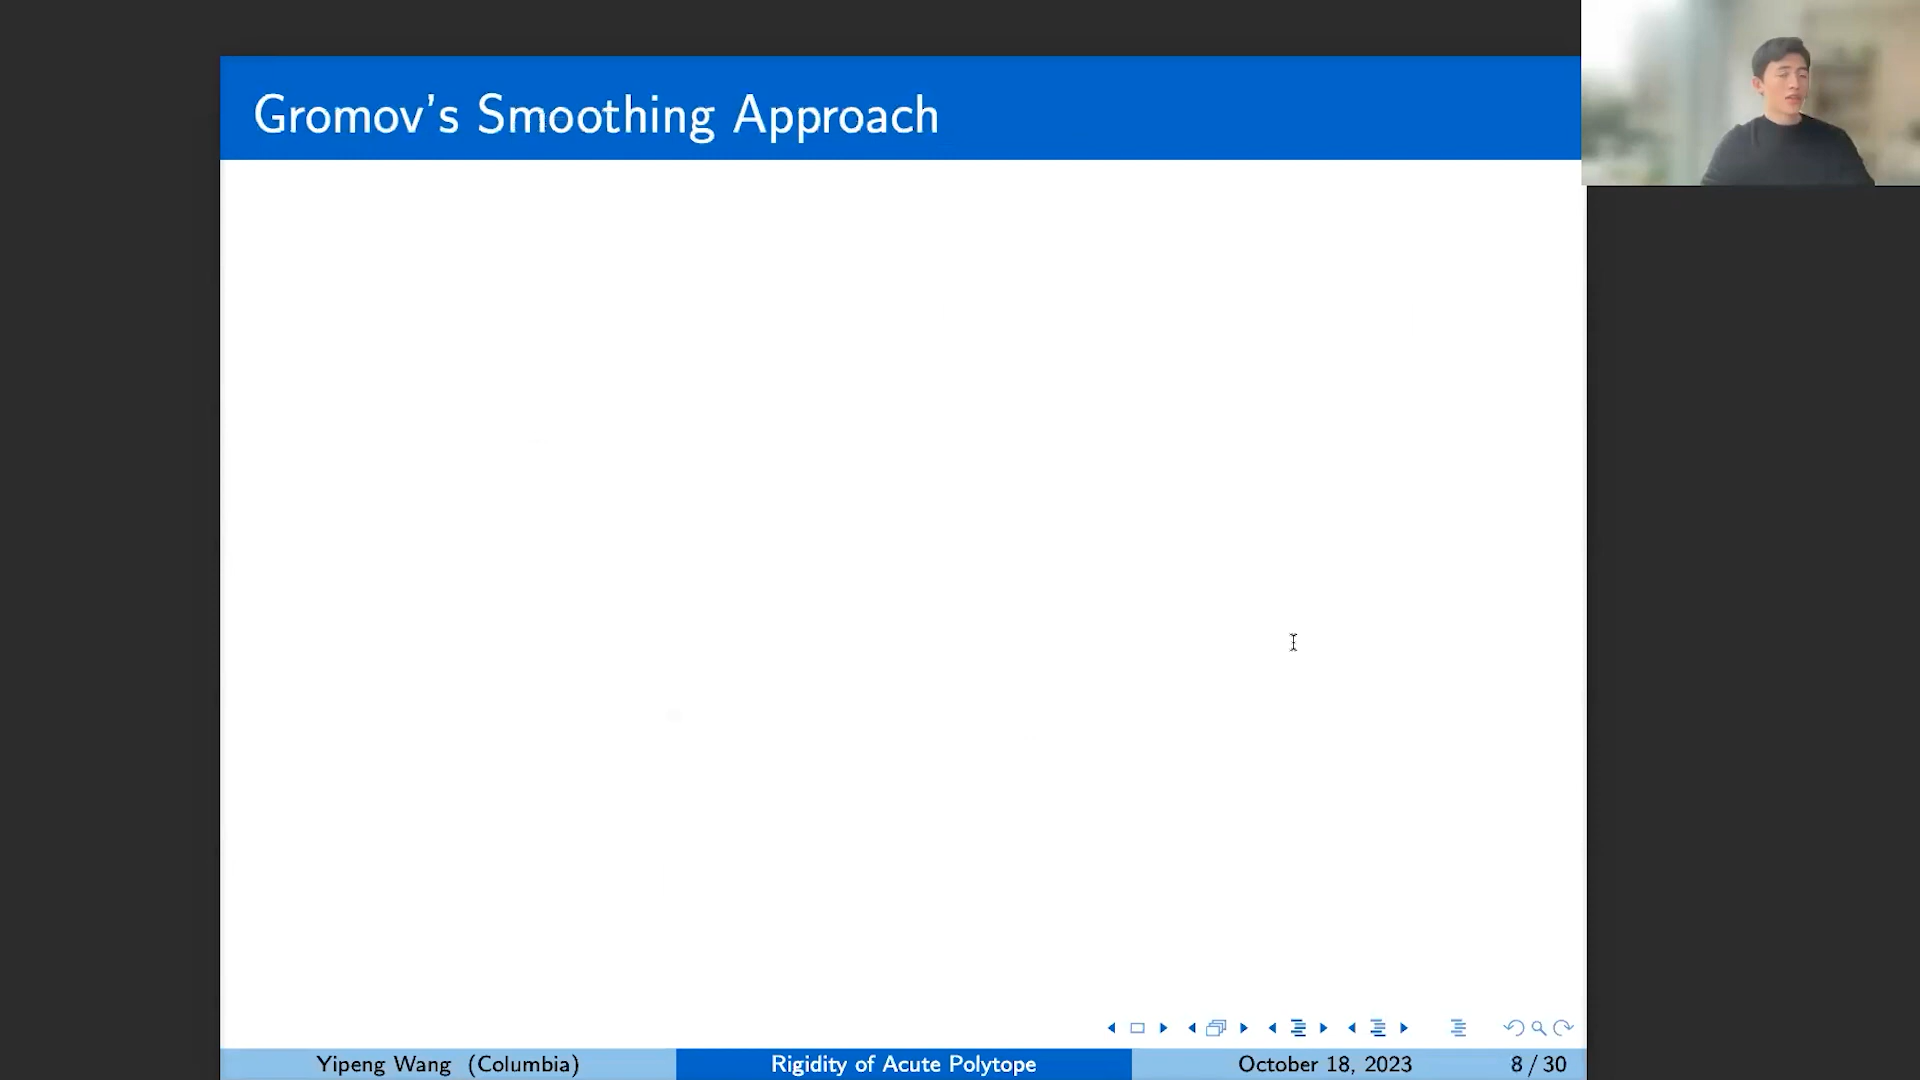 Gromov's Smoothing Approach
Yipeng Wang (Columbia)
Rigidity of Acute Polytope
October 18, 2023
8 / 30